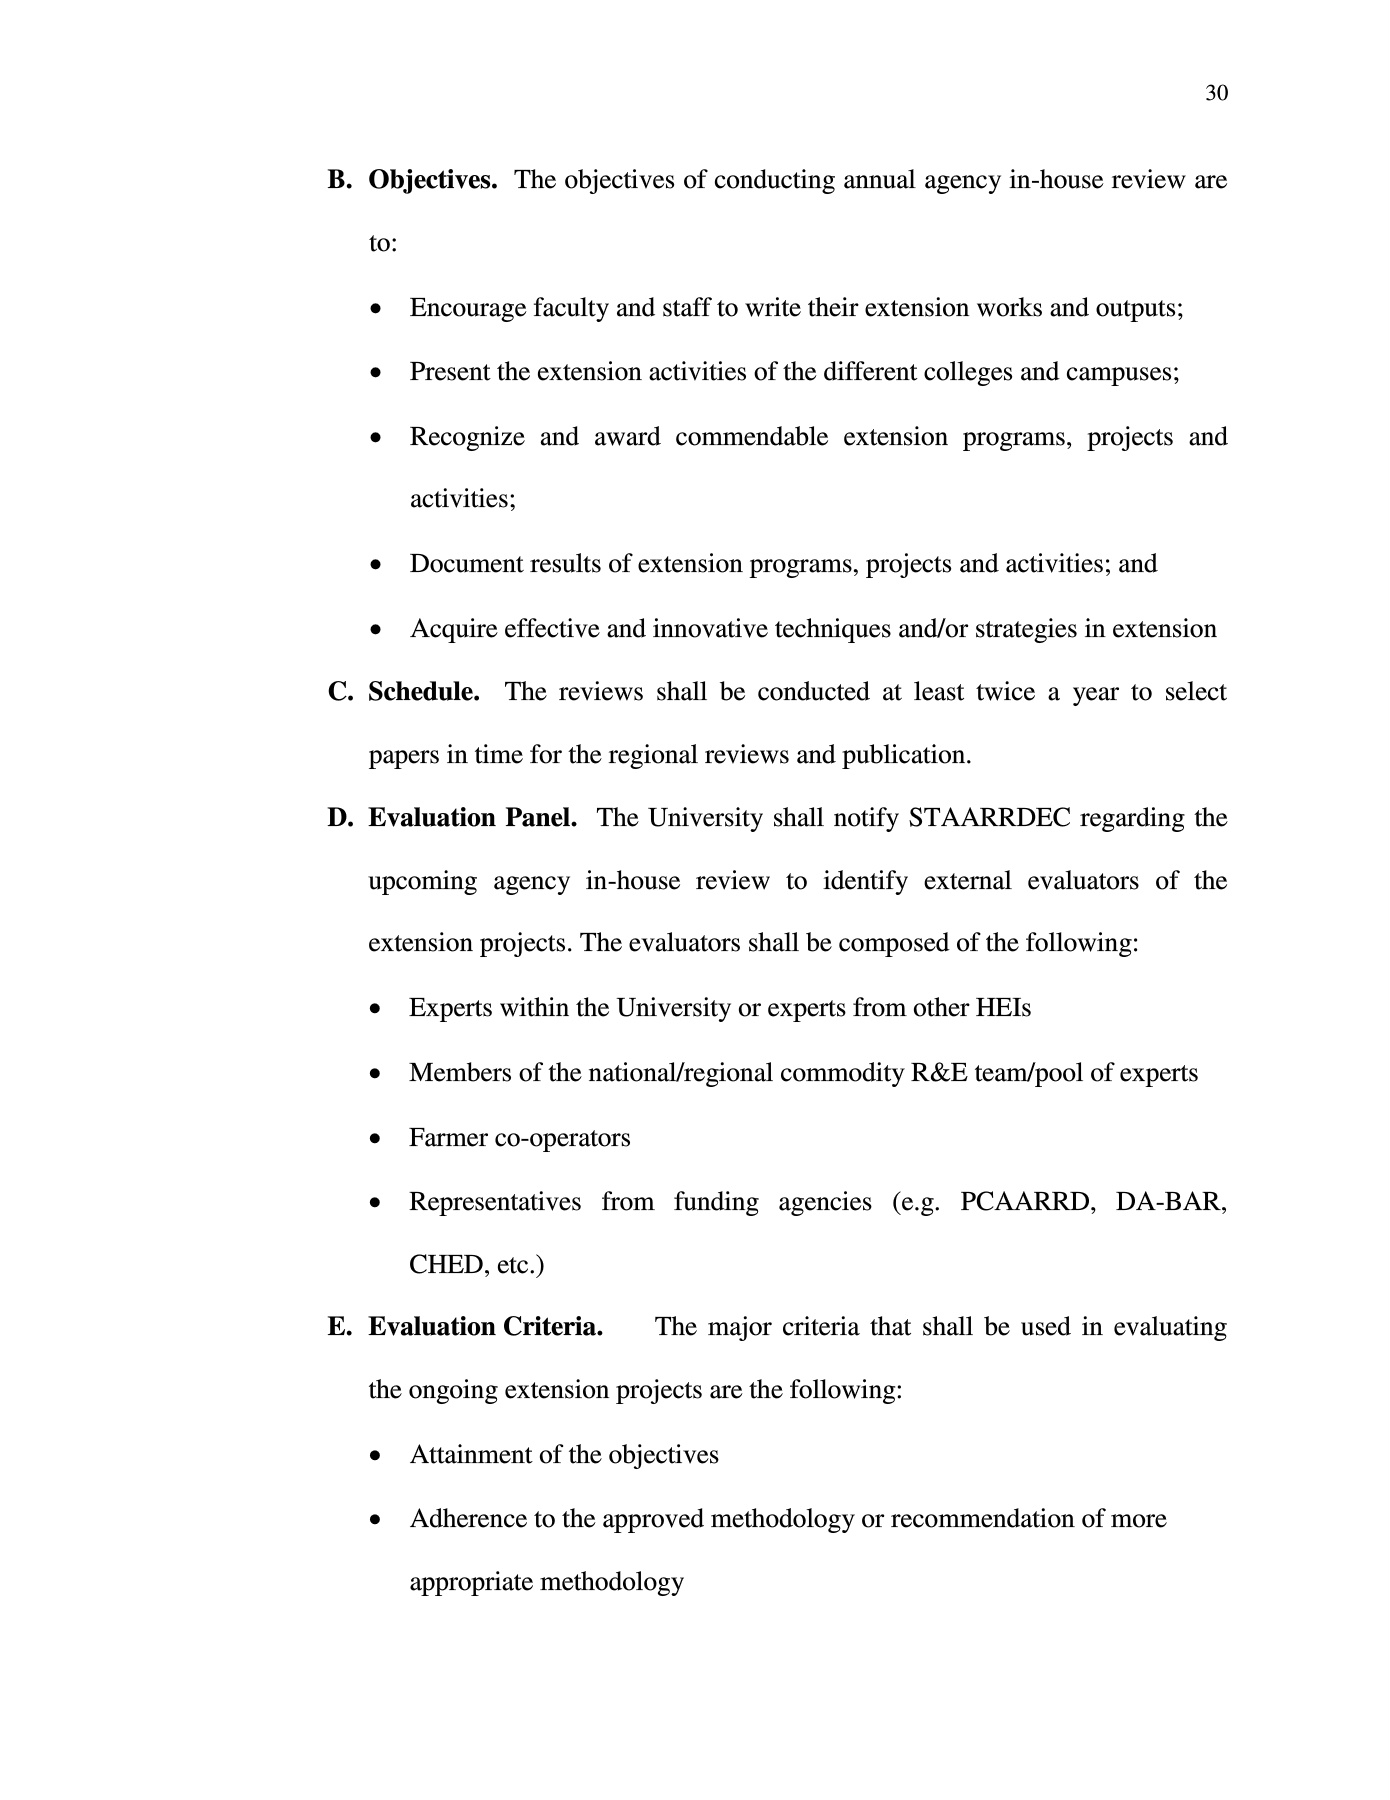 30
B. Objectives. The objectives of conducting annual agency in-house review are
to:
• Encourage faculty and staff to write their extension works and outputs;
• Present the extension activities of the different colleges and campuses;
• Recognize and award commendable extension programs, projects and
activities;
• Document results of extension programs, projects and activities; and
• Acquire effective and innovative techniques and/or strategies in extension
C. Schedule. The reviews shall be conducted at least twice a year to select
papers in time for the regional reviews and publication.
D. Evaluation Panel. The University shall notify STAARRDEC regarding the
upcoming agency in-house review to identify external evaluators of the
extension projects. The evaluators shall be composed of the following:
• Experts within the University or experts from other HEIs
• Members of the national/regional commodity R&E team/pool of experts
• Farmer co-operators
• Representatives from funding agencies (e.g. PCAARRD, DA-BAR,
CHED, etc.)
E. Evaluation Criteria. The major criteria that shall be used in evaluating
the ongoing extension projects are the following:
• Attainment of the objectives
• Adherence to the approved methodology or recommendation of more
appropriate methodology